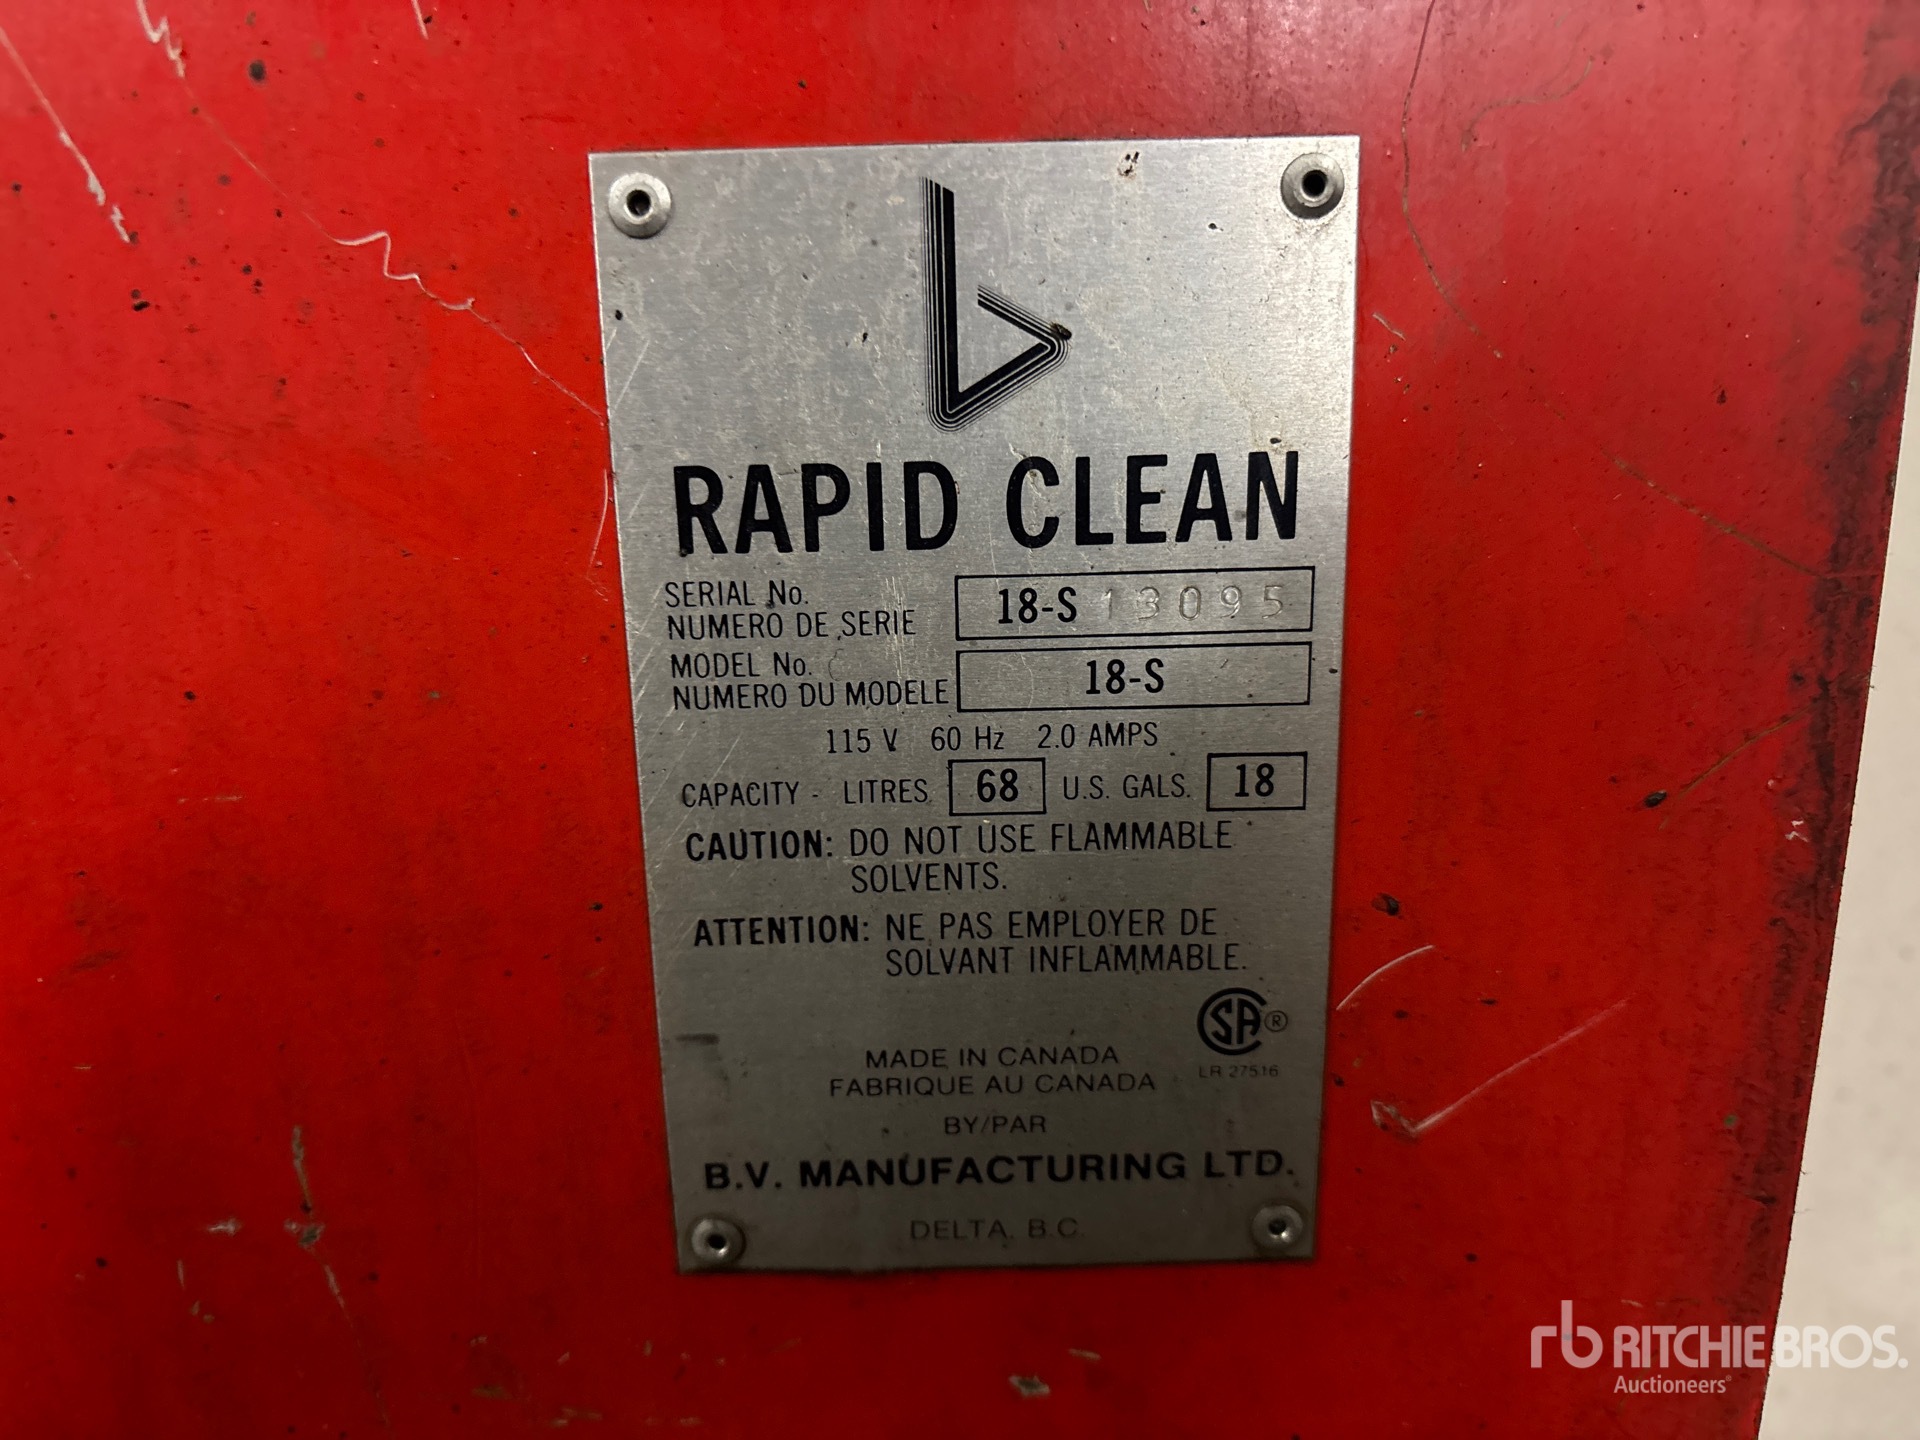 RAPID CLEAN
SERIAL No.
NUMERO DE SERIE
18-S 13095
MODEL No.
NUMERO DU MODELE
18-S
115 V 60 Hz 2.0 AMPS
CAPACITY - LITRES 68 U.S. GALS. 18
CAUTION: DO NOT USE FLAMMABLE
SOLVENTS.
ATTENTION: NE PAS EMPLOYER DE
SOLVANT INFLAMMABLE.
SA®
LR 27516
MADE IN CANADA
FABRIQUE AU CANADA
BY/PAR
B.V. MANUFACTURING LTD.
DELTA, B.C.
rb RITCHIE BROS.
Auctioneers